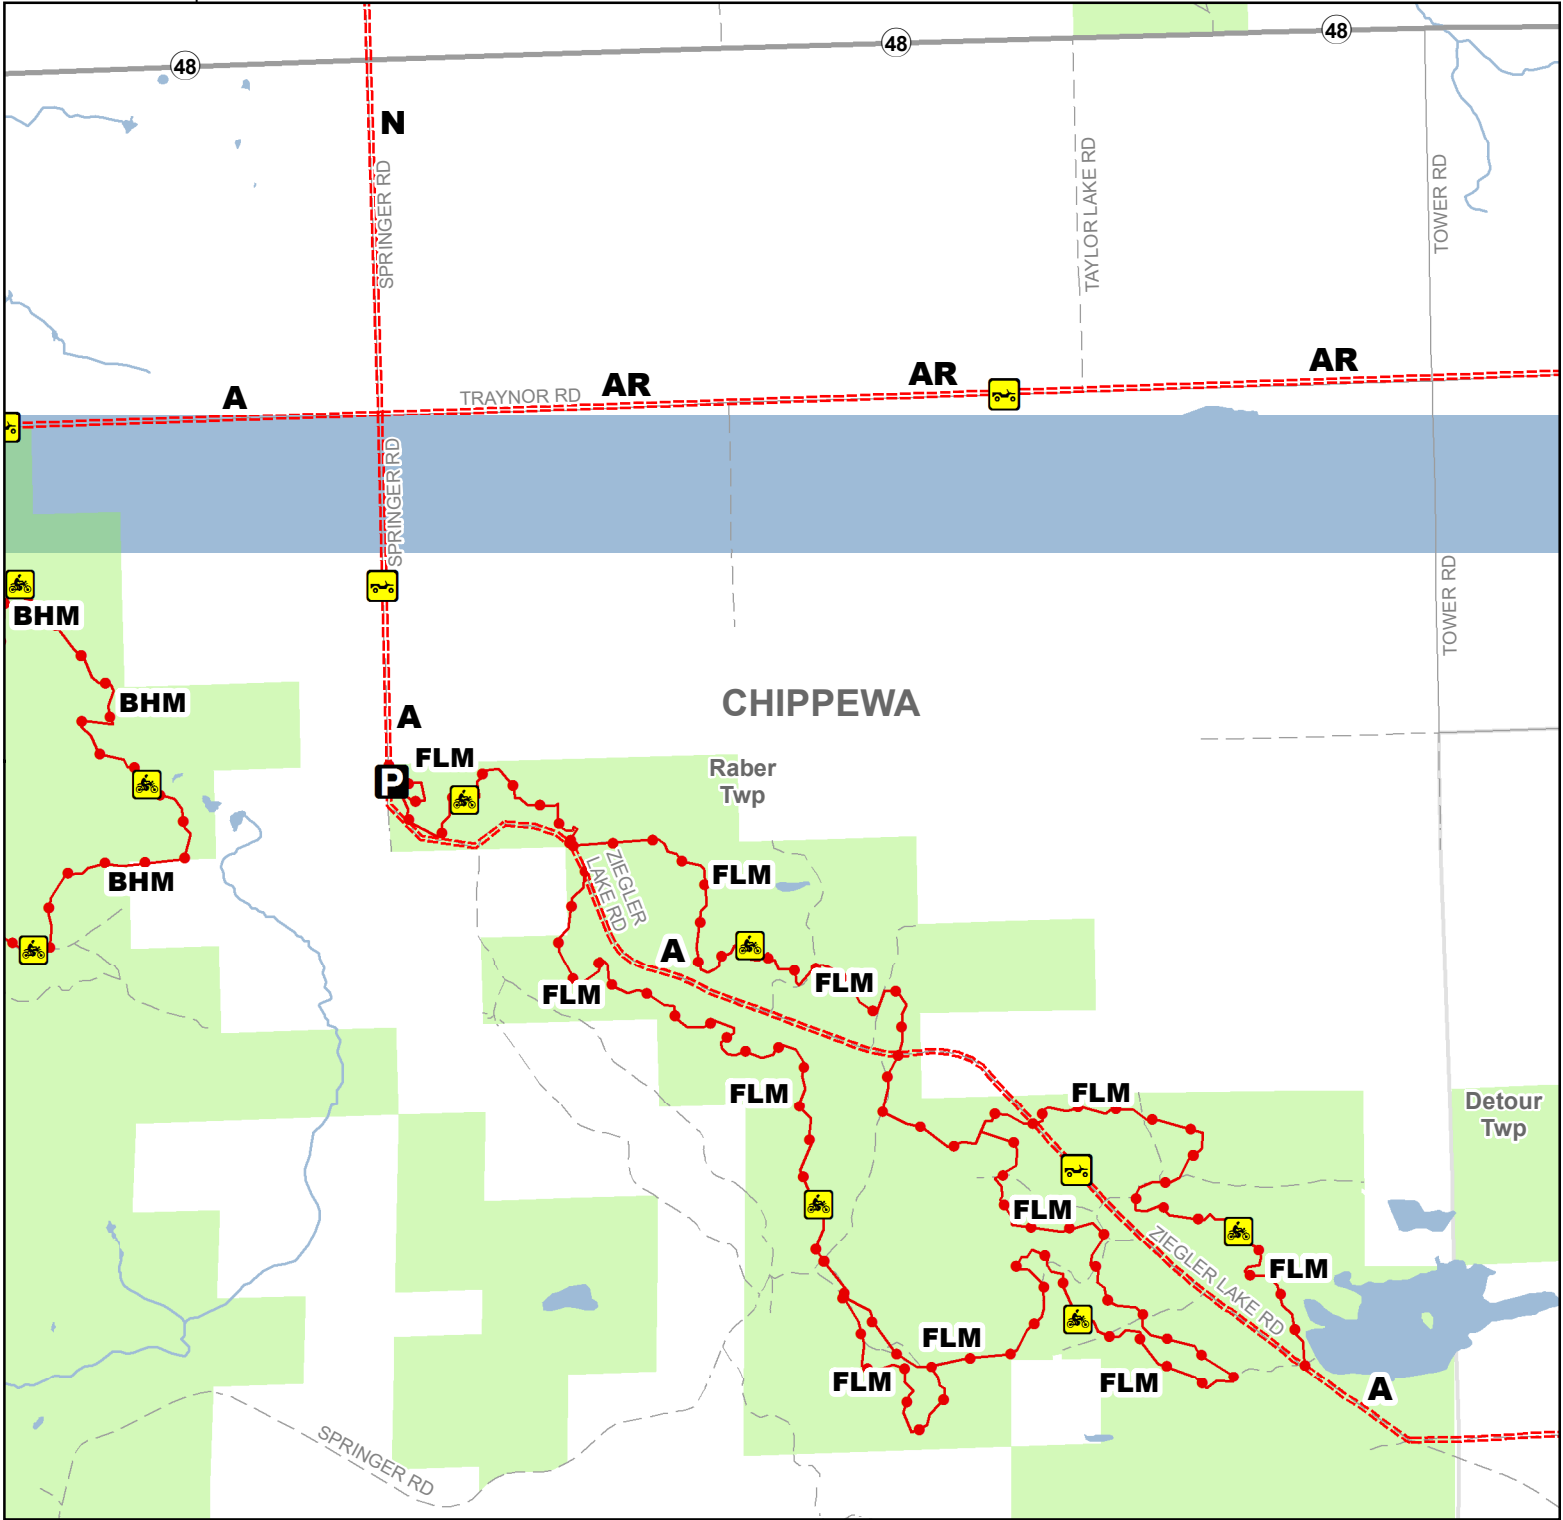 48
48
48
N
SPRINGER RD
TAYLOR LAKE RD
TOWER RD
A
TRAYNOR RD
AR
AR
AR
SPRINGER RD
BHM
TOWER RD
BHM
CHIPPEWA
A
FLM
P
Raber
Twp
BHM
ZIEGLER
LAKE RD
FLM
A
FLM
FLM
FLM
FLM
Detour
Twp
FLM
ZIEGLER LAKE RD
FLM
FLM
FLM
FLM
A
SPRINGER RD